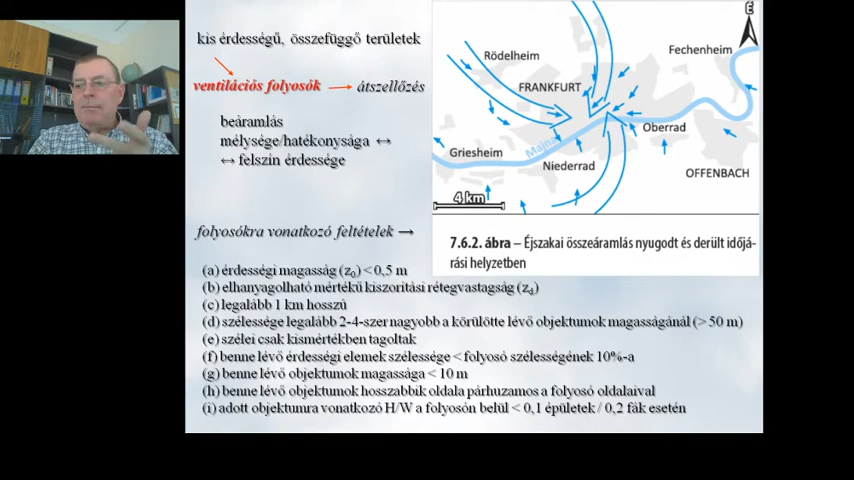 kis érdességű, összefüggő területek
ventilációs folyosók → átszellőzés
beáramlás
mélysége/hatékonysága ↔
↔ felszín érdessége
folyosókra vonatkozó feltételek →
(a) érdességi magasság (z₀) < 0,5 m
(b) elhanyagolható mértékű kiszorítási rétegvastagság (z_d)
(c) legalább 1 km hosszú
(d) szélessége legalább 2-4-szer nagyobb a körülötte lévő objektumok magasságánál (> 50 m)
(e) szélei csak kismértékben tagoltak
(f) benne lévő érdességi elemek szélessége < folyosó szélességének 10%-a
(g) benne lévő objektumok magassága < 10 m
(h) benne lévő objektumok hosszabbik oldala párhuzamos a folyosó oldalaival
(i) adott objektumra vonatkozó H/W a folyosón belül < 0,1 épületek / 0,2 fák esetén
É
Fechenheim
Rödelheim
FRANKFURT
Oberrad
Majna
Griesheim
Niederrad
OFFENBACH
4 km
7.6.2. ábra – Éjszakai összeáramlás nyugodt és derült időjá-
rási helyzetben